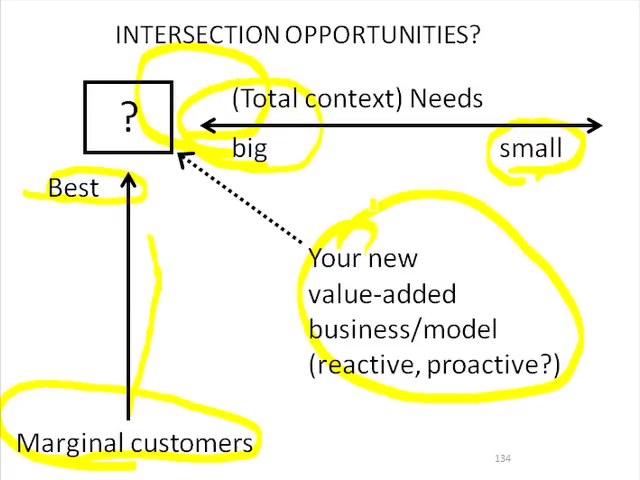 INTERSECTION OPPORTUNITIES?
?
(Total context) Needs
big
small
Best
Your new
value-added
business/model
(reactive, proactive?)
Marginal customers
134